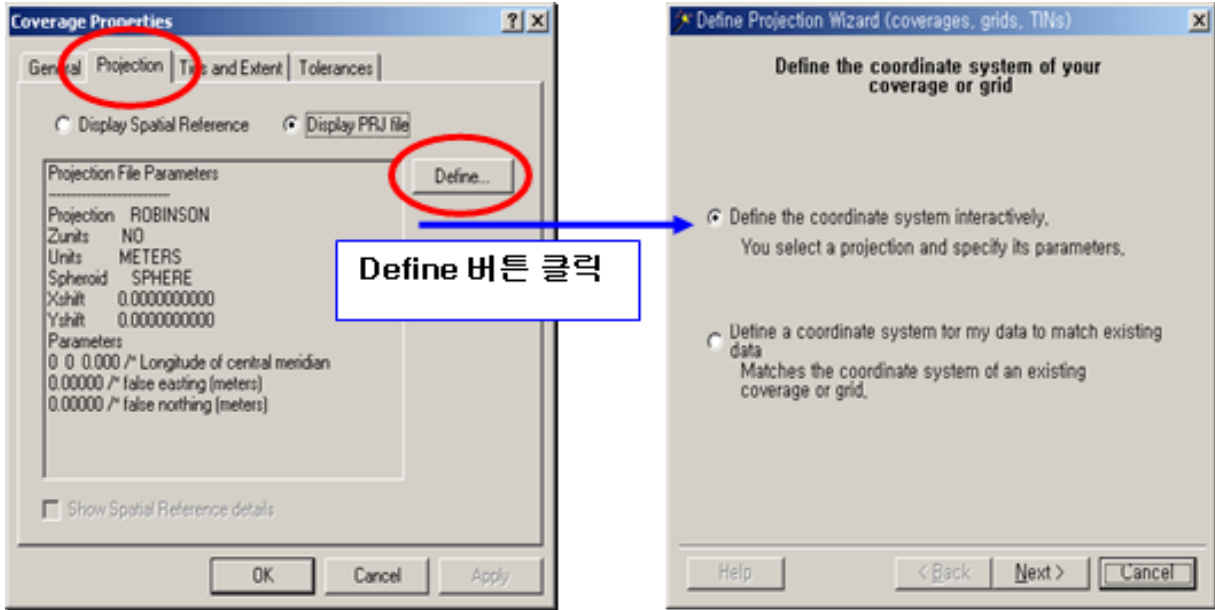 Coverage Properties
General Projection Tics and Extent Tolerances
Display Spatial Reference Display PRJ file
Projection File Parameters
----------------------------
Projection ROBINSON
Zunits NO
Units METERS
Spheroid SPHERE
Xshift 0.0000000000
Yshift 0.0000000000
Parameters
0 0 0.000 /* Longitude of central meridian
0.00000 /* false easting (meters)
0.00000 /* false northing (meters)
Define...
Show Spatial Reference details
OK Cancel Apply
Define 버튼 클릭
Define Projection Wizard (coverages, grids, TINs)
Define the coordinate system of your
coverage or grid
Define the coordinate system interactively,
You select a projection and specify its parameters,
Define a coordinate system for my data to match existing
data
Matches the coordinate system of an existing
coverage or grid,
Help < Back Next > Cancel